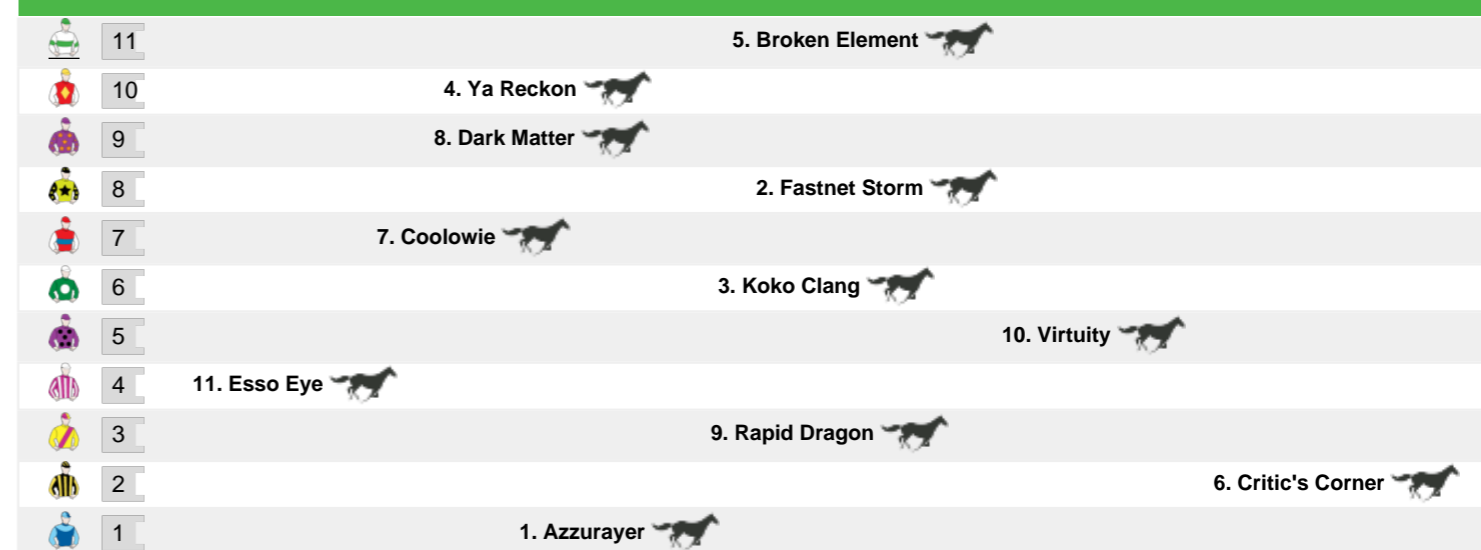 11 5. Broken Element
10 4. Ya Reckon
9 8. Dark Matter
8 2. Fastnet Storm
7 7. Coolowie
6 3. Koko Clang
5 10. Virtuity
4 11. Esso Eye
3 9. Rapid Dragon
2 6. Critic's Corner
1 1. Azzurayer